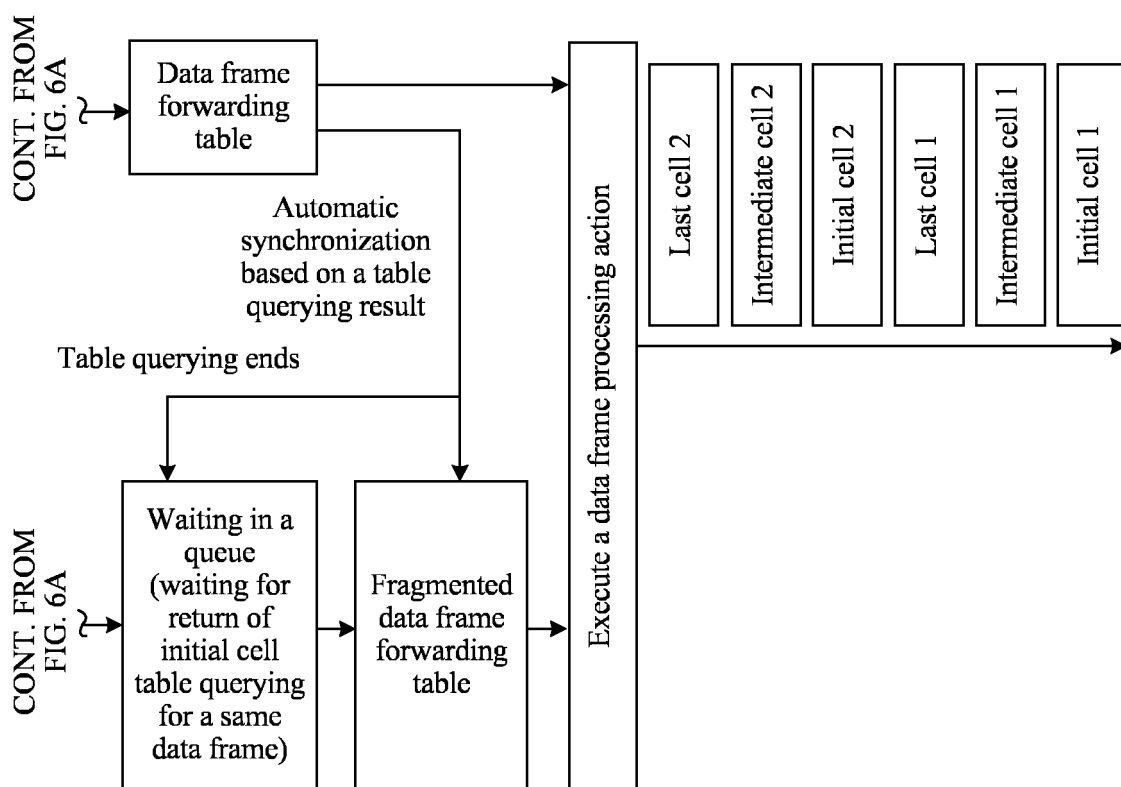 CONT. FROM
FIG. 6A
Data frame
forwarding
table
Automatic
synchronization
based on a table
querying result
Table querying ends
CONT. FROM
FIG. 6A
Waiting in a
queue
(waiting for
return of
initial cell
table querying
for a same
data frame)
Fragmented
data frame
forwarding
table
Execute a data frame processing action
Last cell 2
Intermediate cell 2
Initial cell 2
Last cell 1
Intermediate cell 1
Initial cell 1